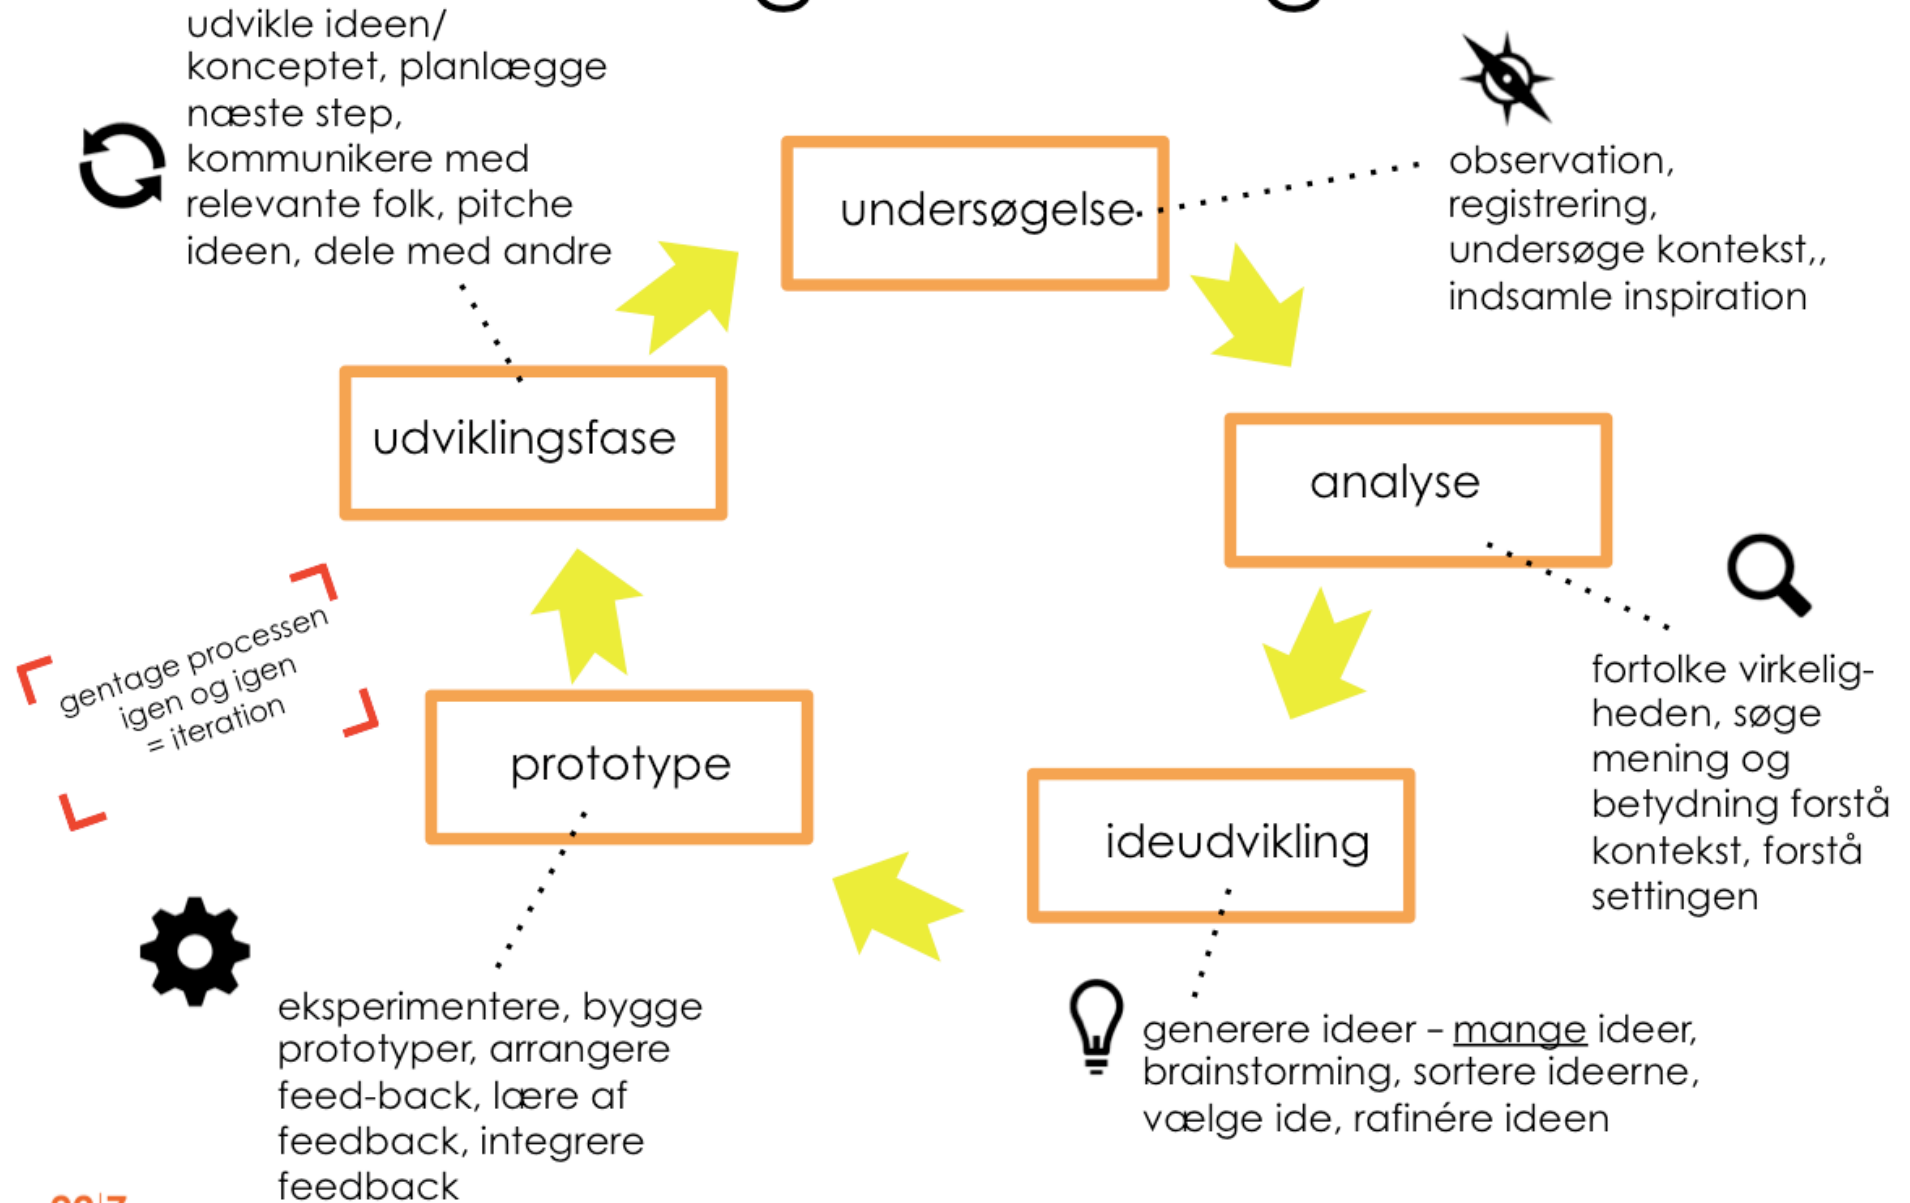 udvikle ideen/
konceptet, planlægge
næste step,
kommunikere med
relevante folk, pitche
ideen, dele med andre
undersøgelse
observation,
registrering,
undersøge kontekst,,
indsamle inspiration
udviklingsfase
analyse
gentage processen
igen og igen
= iteration
fortolke virkelig-
heden, søge
mening og
betydning forstå
kontekst, forstå
settingen
prototype
ideudvikling
eksperimentere, bygge
prototyper, arrangere
feed-back, lære af
feedback, integrere
feedback
generere ideer – mange ideer,
brainstorming, sortere ideerne,
vælge ide, rafinére ideen